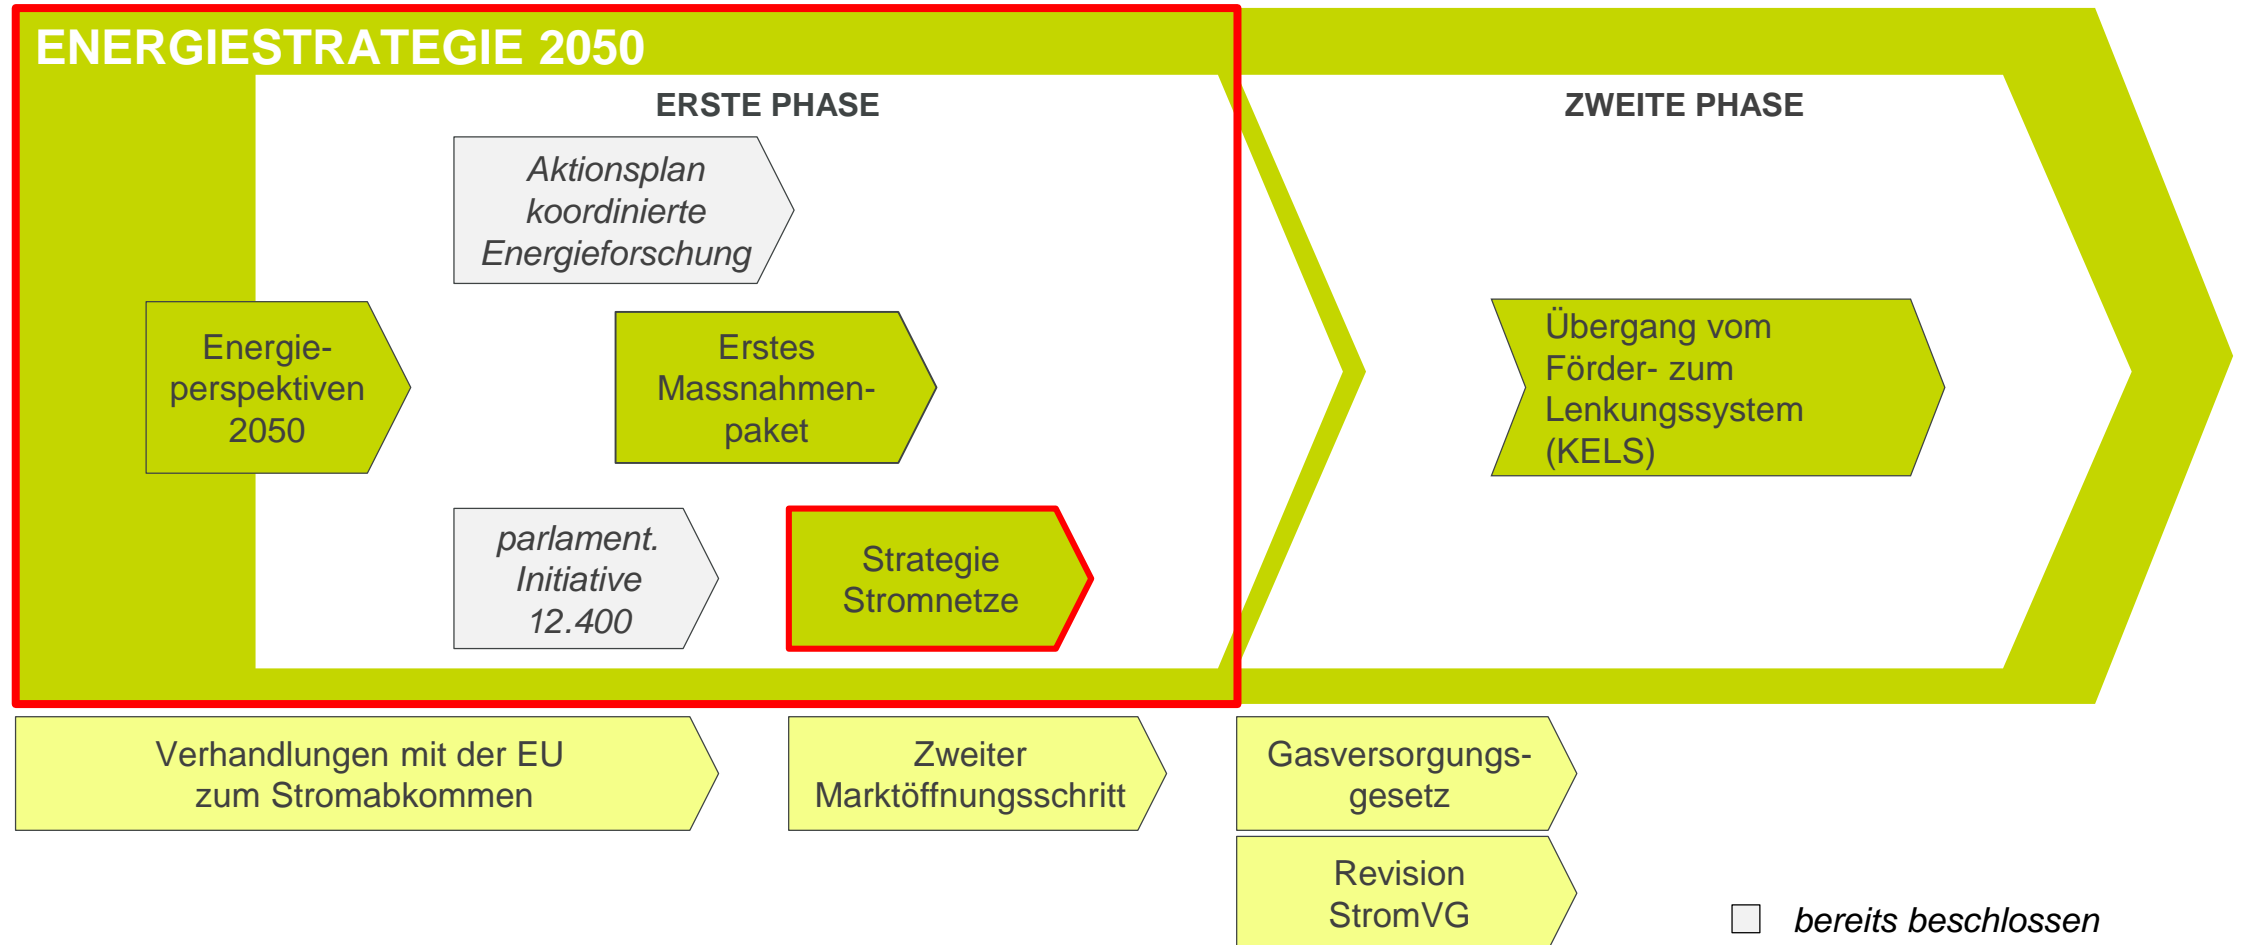 ENERGIESTRATEGIE 2050
ERSTE PHASE
ZWEITE PHASE
Aktionsplan
koordinierte
Energieforschung
Energie-
perspektiven
2050
Erstes
Massnahmen-
paket
Übergang vom
Förder- zum
Lenkungssystem
(KELS)
parlament.
Initiative
12.400
Strategie
Stromnetze
Verhandlungen mit der EU
zum Stromabkommen
Zweiter
Marktöffnungsschritt
Gasversorgungs-
gesetz
Revision
StromVG
bereits beschlossen